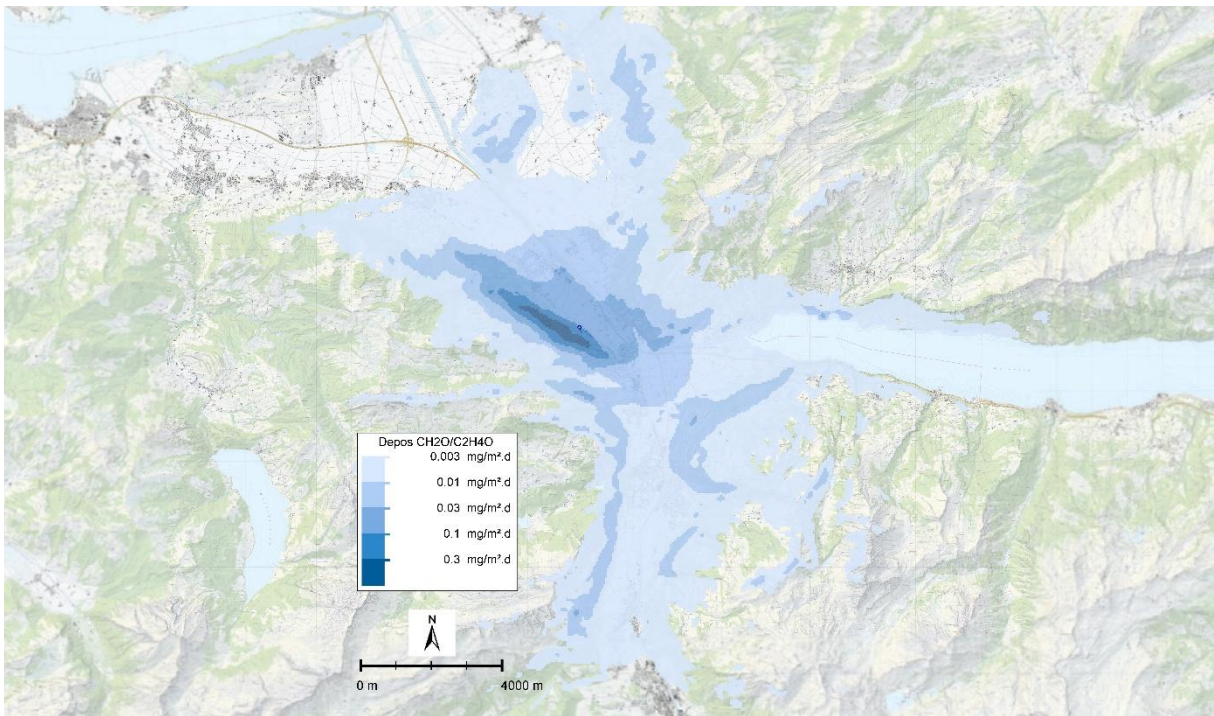 Depos CH2O/C2H4O
0.003 mg/m².d
0.01 mg/m².d
0.03 mg/m².d
0.1 mg/m².d
0.3 mg/m².d
N
0 m
4000 m